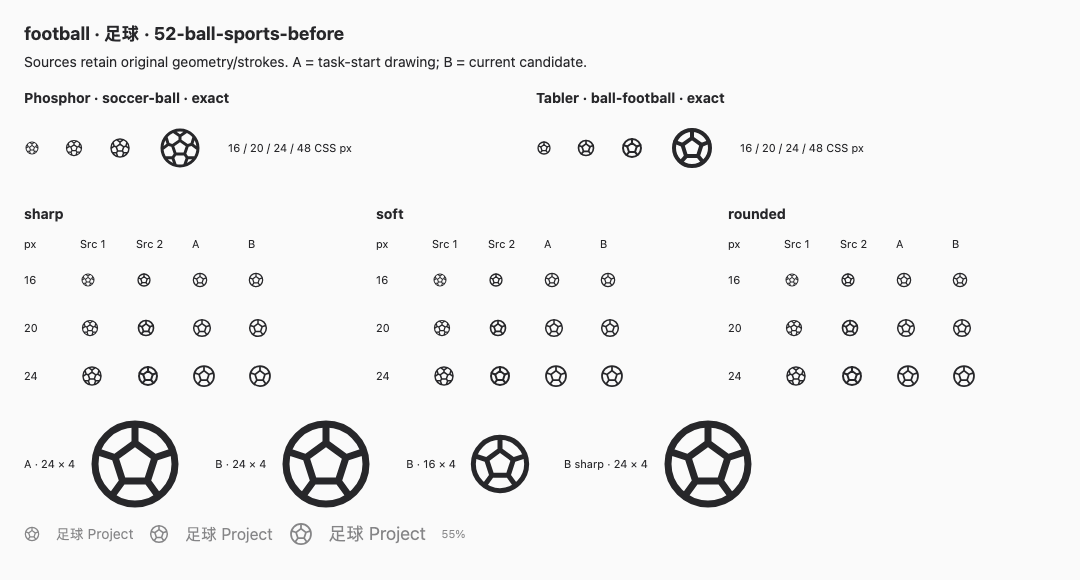 football · 足球 · 52-ball-sports-before
Sources retain original geometry/strokes. A = task-start drawing; B = current candidate.
Phosphor · soccer-ball · exact
Tabler · ball-football · exact
16 / 20 / 24 / 48 CSS px
16 / 20 / 24 / 48 CSS px
sharp
soft
rounded
px Src 1 Src 2 A B
px Src 1 Src 2 A B
px Src 1 Src 2 A B
16
16
16
20
20
20
24
24
24
A · 24 × 4
B · 24 × 4
B · 16 × 4
B sharp · 24 × 4
足球 Project
足球 Project
足球 Project
55%